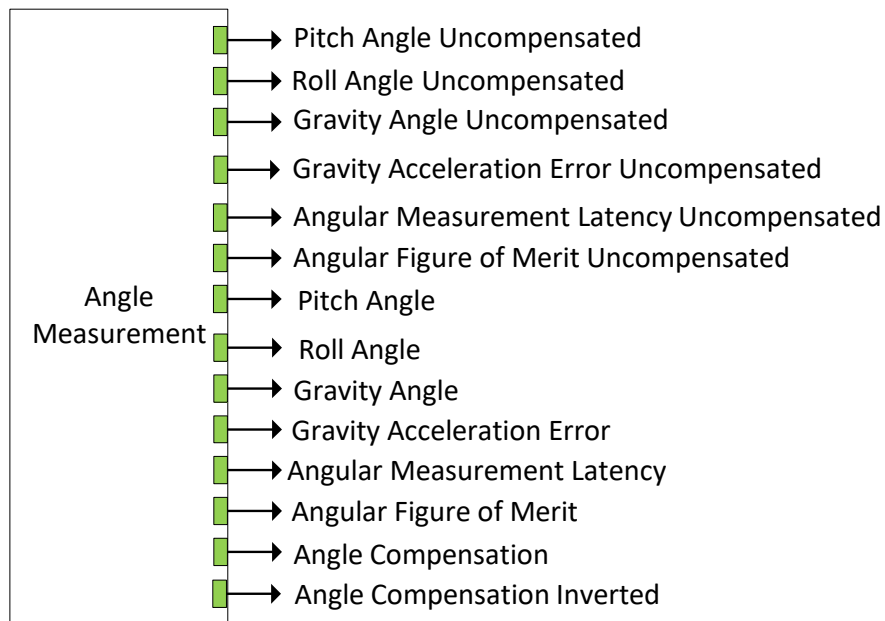 Pitch Angle Uncompensated
Roll Angle Uncompensated
Gravity Angle Uncompensated
Gravity Acceleration Error Uncompensated
Angular Measurement Latency Uncompensated
Angular Figure of Merit Uncompensated
Angle
Measurement
Pitch Angle
Roll Angle
Gravity Angle
Gravity Acceleration Error
Angular Measurement Latency
Angular Figure of Merit
Angle Compensation
Angle Compensation Inverted